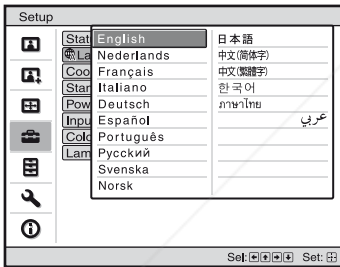 Setup
Stat
La
Coo
Star
Pow
Inpu
Colo
Lam
English
Nederlands
Français
Italiano
Deutsch
Español
Português
Русский
Svenska
Norsk
日本語
中文(简体字)
中文(繁體字)
한국어
ภาษาไทย
عربي
Sel: Set: